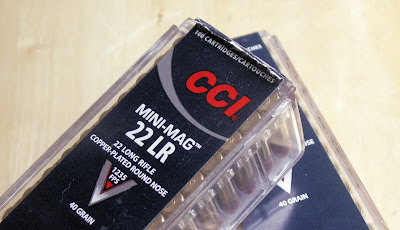 100 CARTRIDGES/CARTOUCHES
CCI
MINI-MAG™
22 LR
22 LONG RIFLE
COPPER-PLATED ROUND NOSE
1235
FPS
40 GRAIN
40 GRAIN